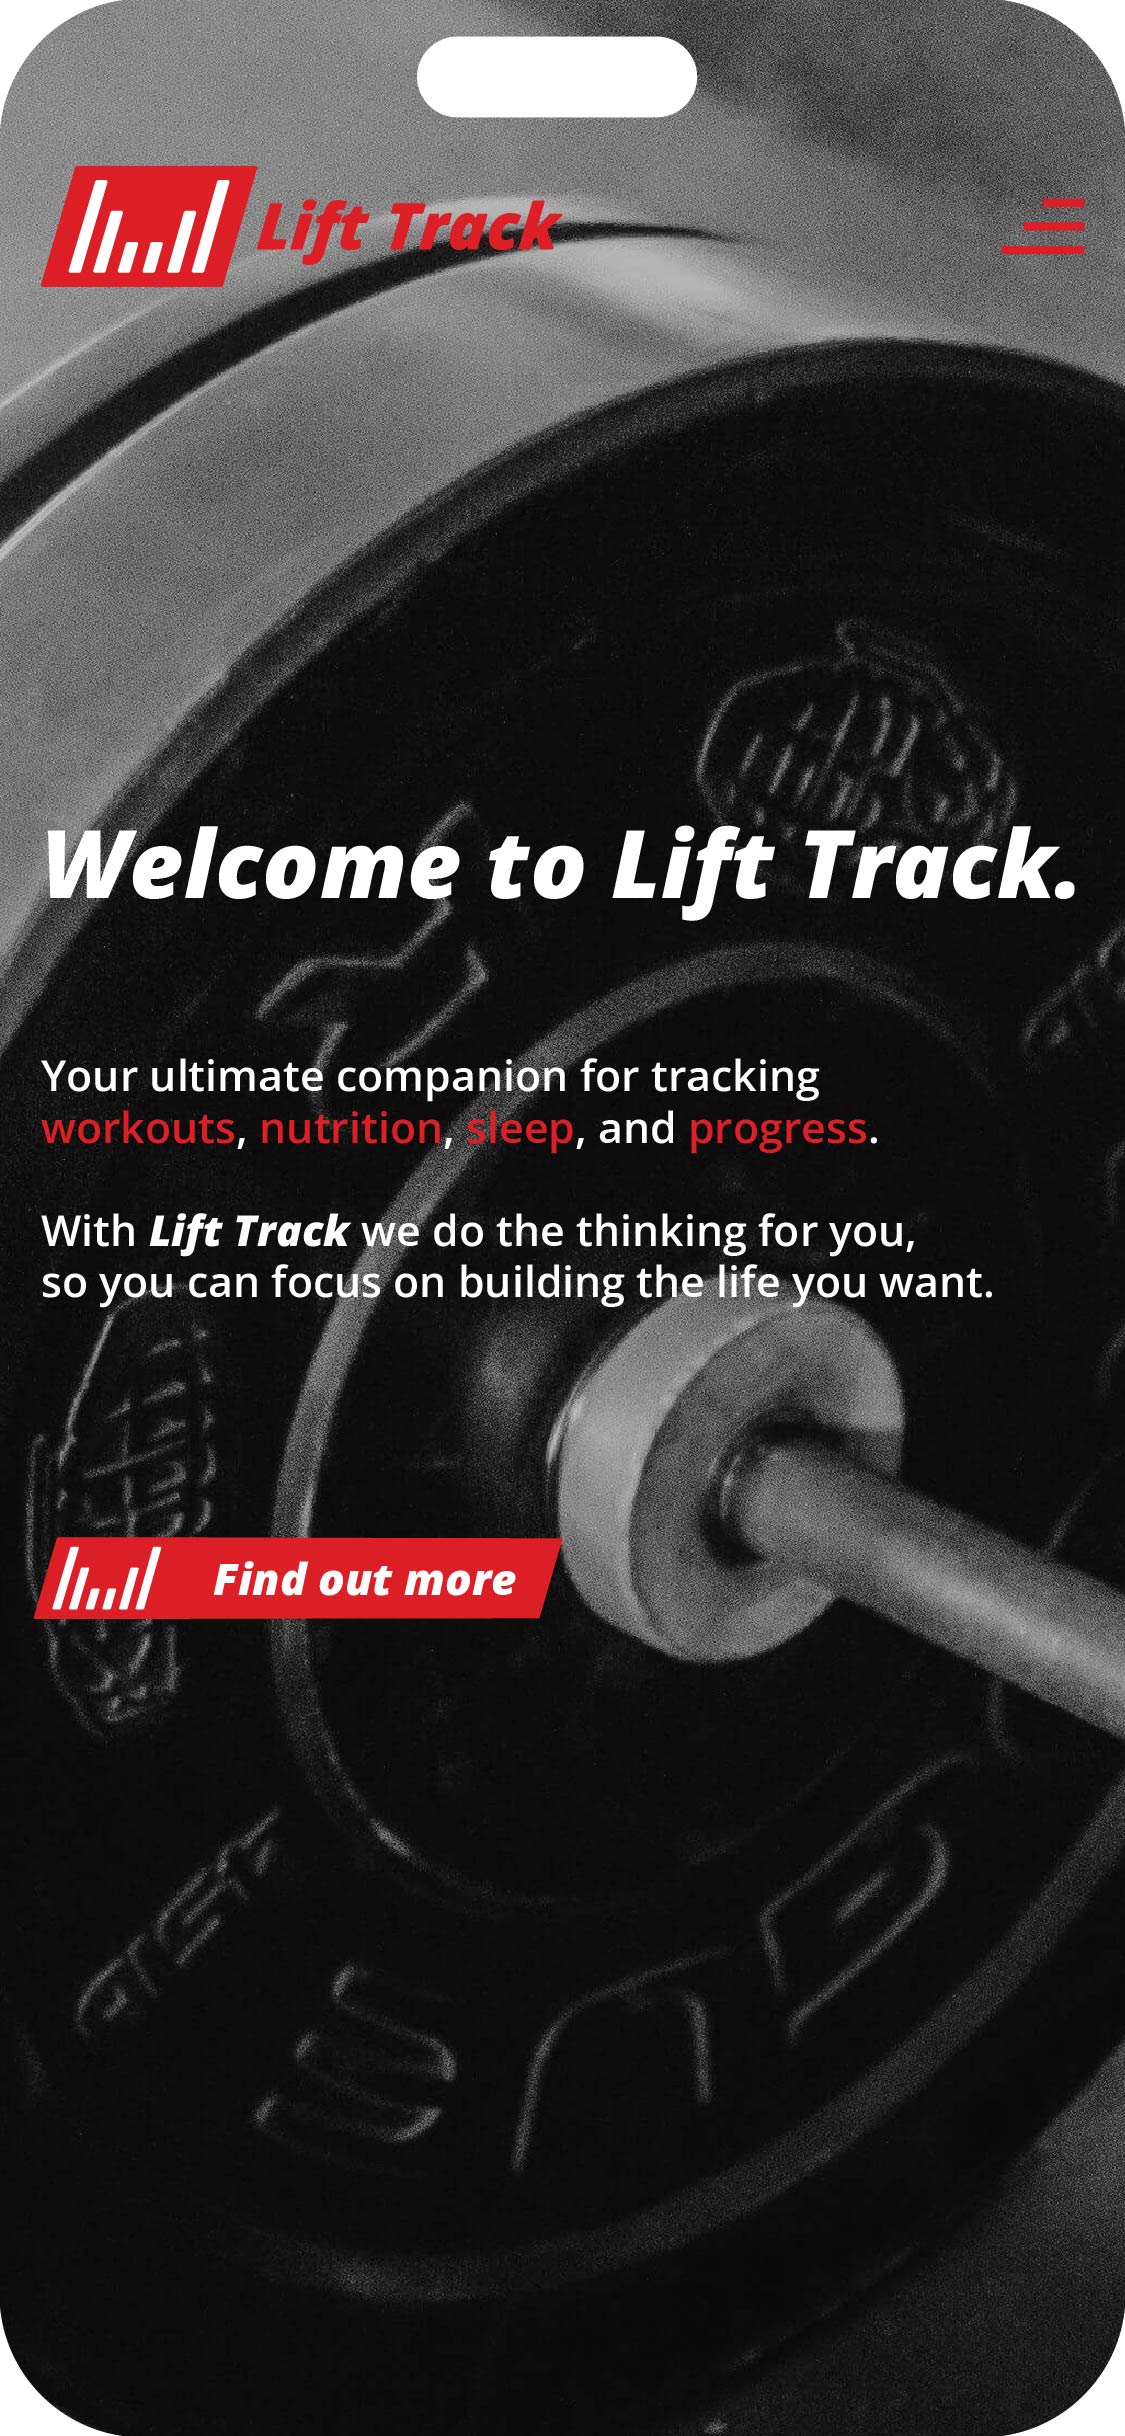 Lift Track
Welcome to Lift Track.
Your ultimate companion for tracking
workouts, nutrition, sleep, and progress.
With Lift Track we do the thinking for you,
so you can focus on building the life you want.
Find out more